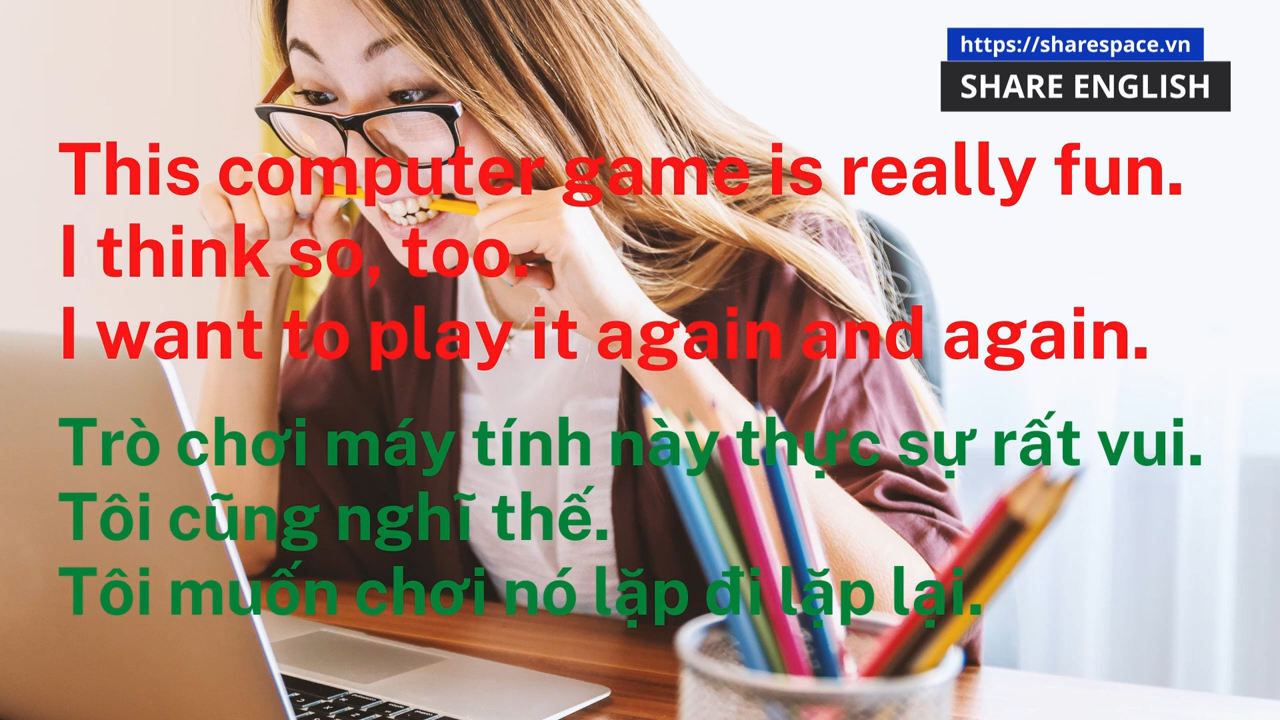 https://sharespace.vn
SHARE ENGLISH
This computer game is really fun.
I think so, too.
I want to play it again and again.
Trò chơi máy tính này thực sự rất vui.
Tôi cũng nghĩ thế.
Tôi muốn chơi nó lặp đi lặp lại.